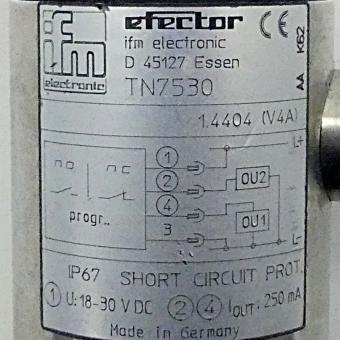 ifm
electronic
efector
ifm electronic
D 45127 Essen
TN7530
CE
AA K62
1.4404 (V4A)
no nc
progr..
1
2
4
3
L+
OU2
OU1
L-
IP67 SHORT CIRCUIT PROT.
1 U: 18-30 V DC 2 4 IOUT: 250 mA
Made in Germany